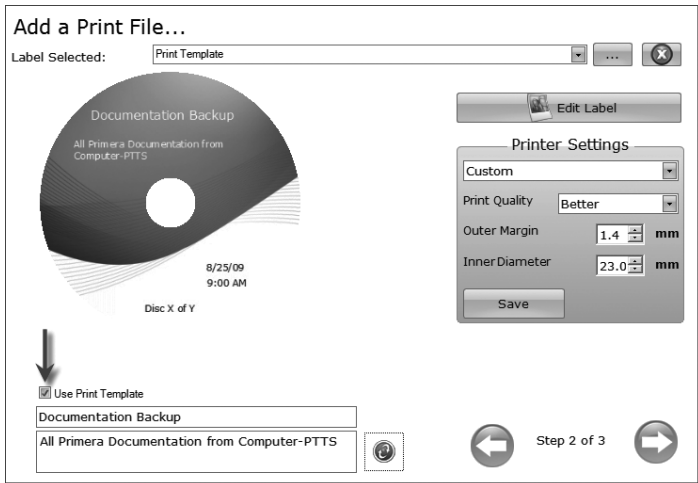 Add a Print File...
Label Selected:
Print Template
...
Documentation Backup
All Primera Documentation from
Computer-PTTS
8/25/09
9:00 AM
Disc X of Y
Edit Label
Printer Settings
Custom
Print Quality
Better
Outer Margin
1.4
mm
InnerDiameter
23.0
mm
Save
Use Print Template
Documentation Backup
All Primera Documentation from Computer-PTTS
Step 2 of 3